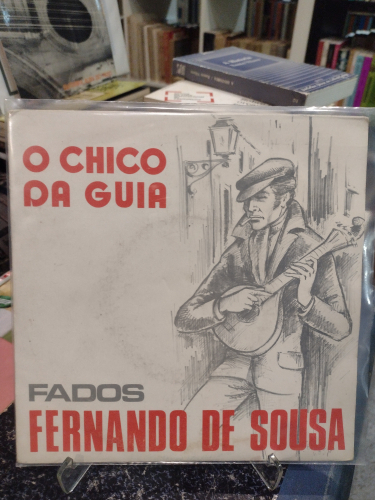 O CHICO
DA GUIA
FADOS
FERNANDO DE SOUSA